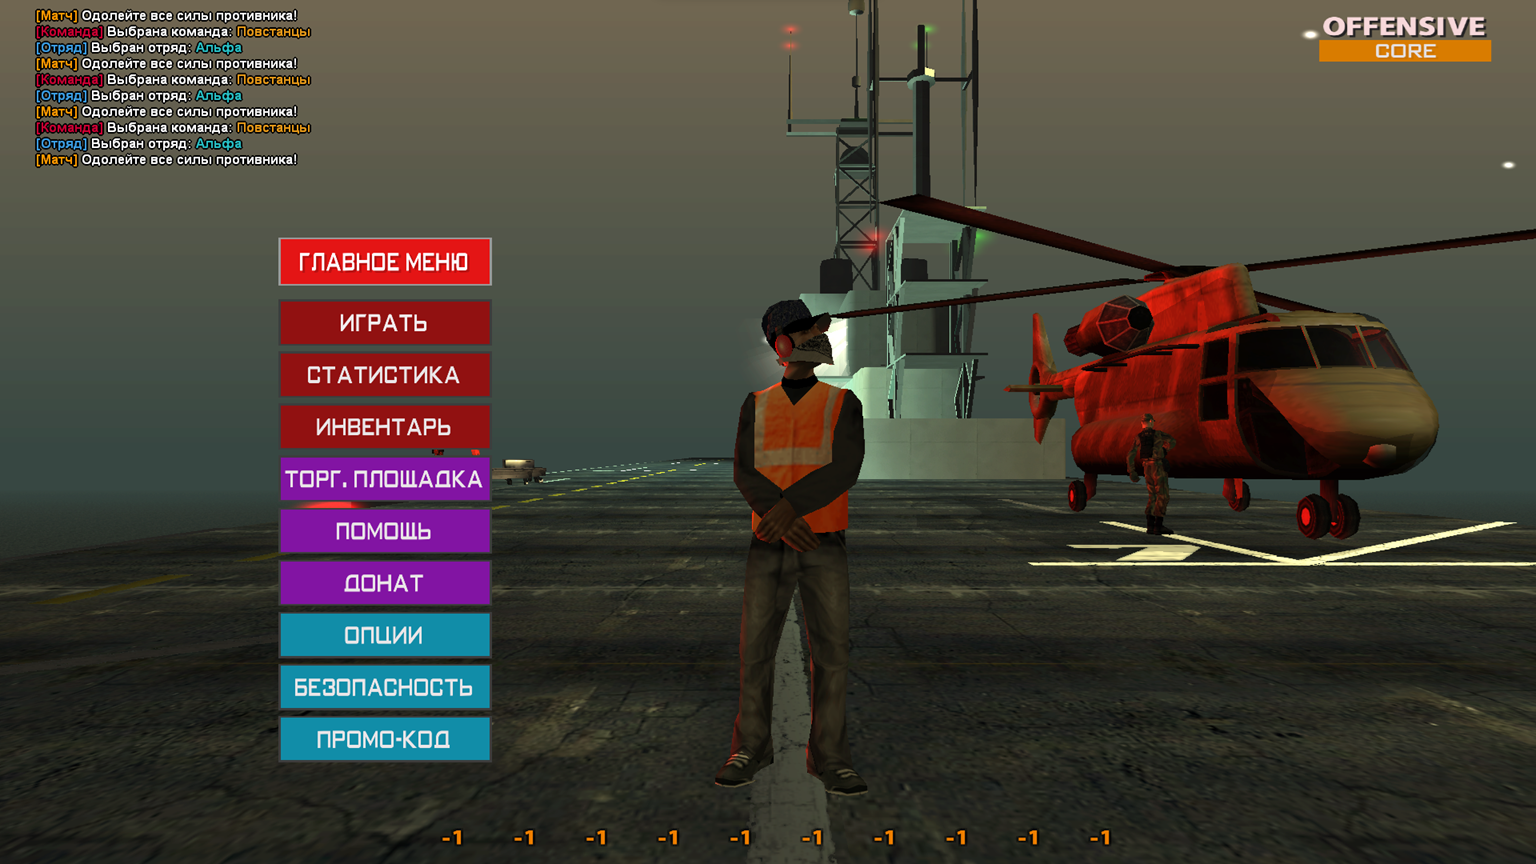 [Матч] Одолейте все силы противника!
[Команда] Выбрана команда: Повстанцы
[Отряд] Выбран отряд: Альфа
[Матч] Одолейте все силы противника!
[Команда] Выбрана команда: Повстанцы
[Отряд] Выбран отряд: Альфа
[Матч] Одолейте все силы противника!
[Команда] Выбрана команда: Повстанцы
[Отряд] Выбран отряд: Альфа
[Матч] Одолейте все силы противника!
OFFENSIVE
CORE
ГЛАВНОЕ МЕНЮ
ИГРАТЬ
СТАТИСТИКА
ИНВЕНТАРЬ
ТОРГ. ПЛОЩАДКА
ПОМОЩЬ
ДОНАТ
ОПЦИИ
БЕЗОПАСНОСТЬ
ПРОМО-КОД
-1 -1 -1 -1 -1 -1 -1 -1 -1 -1